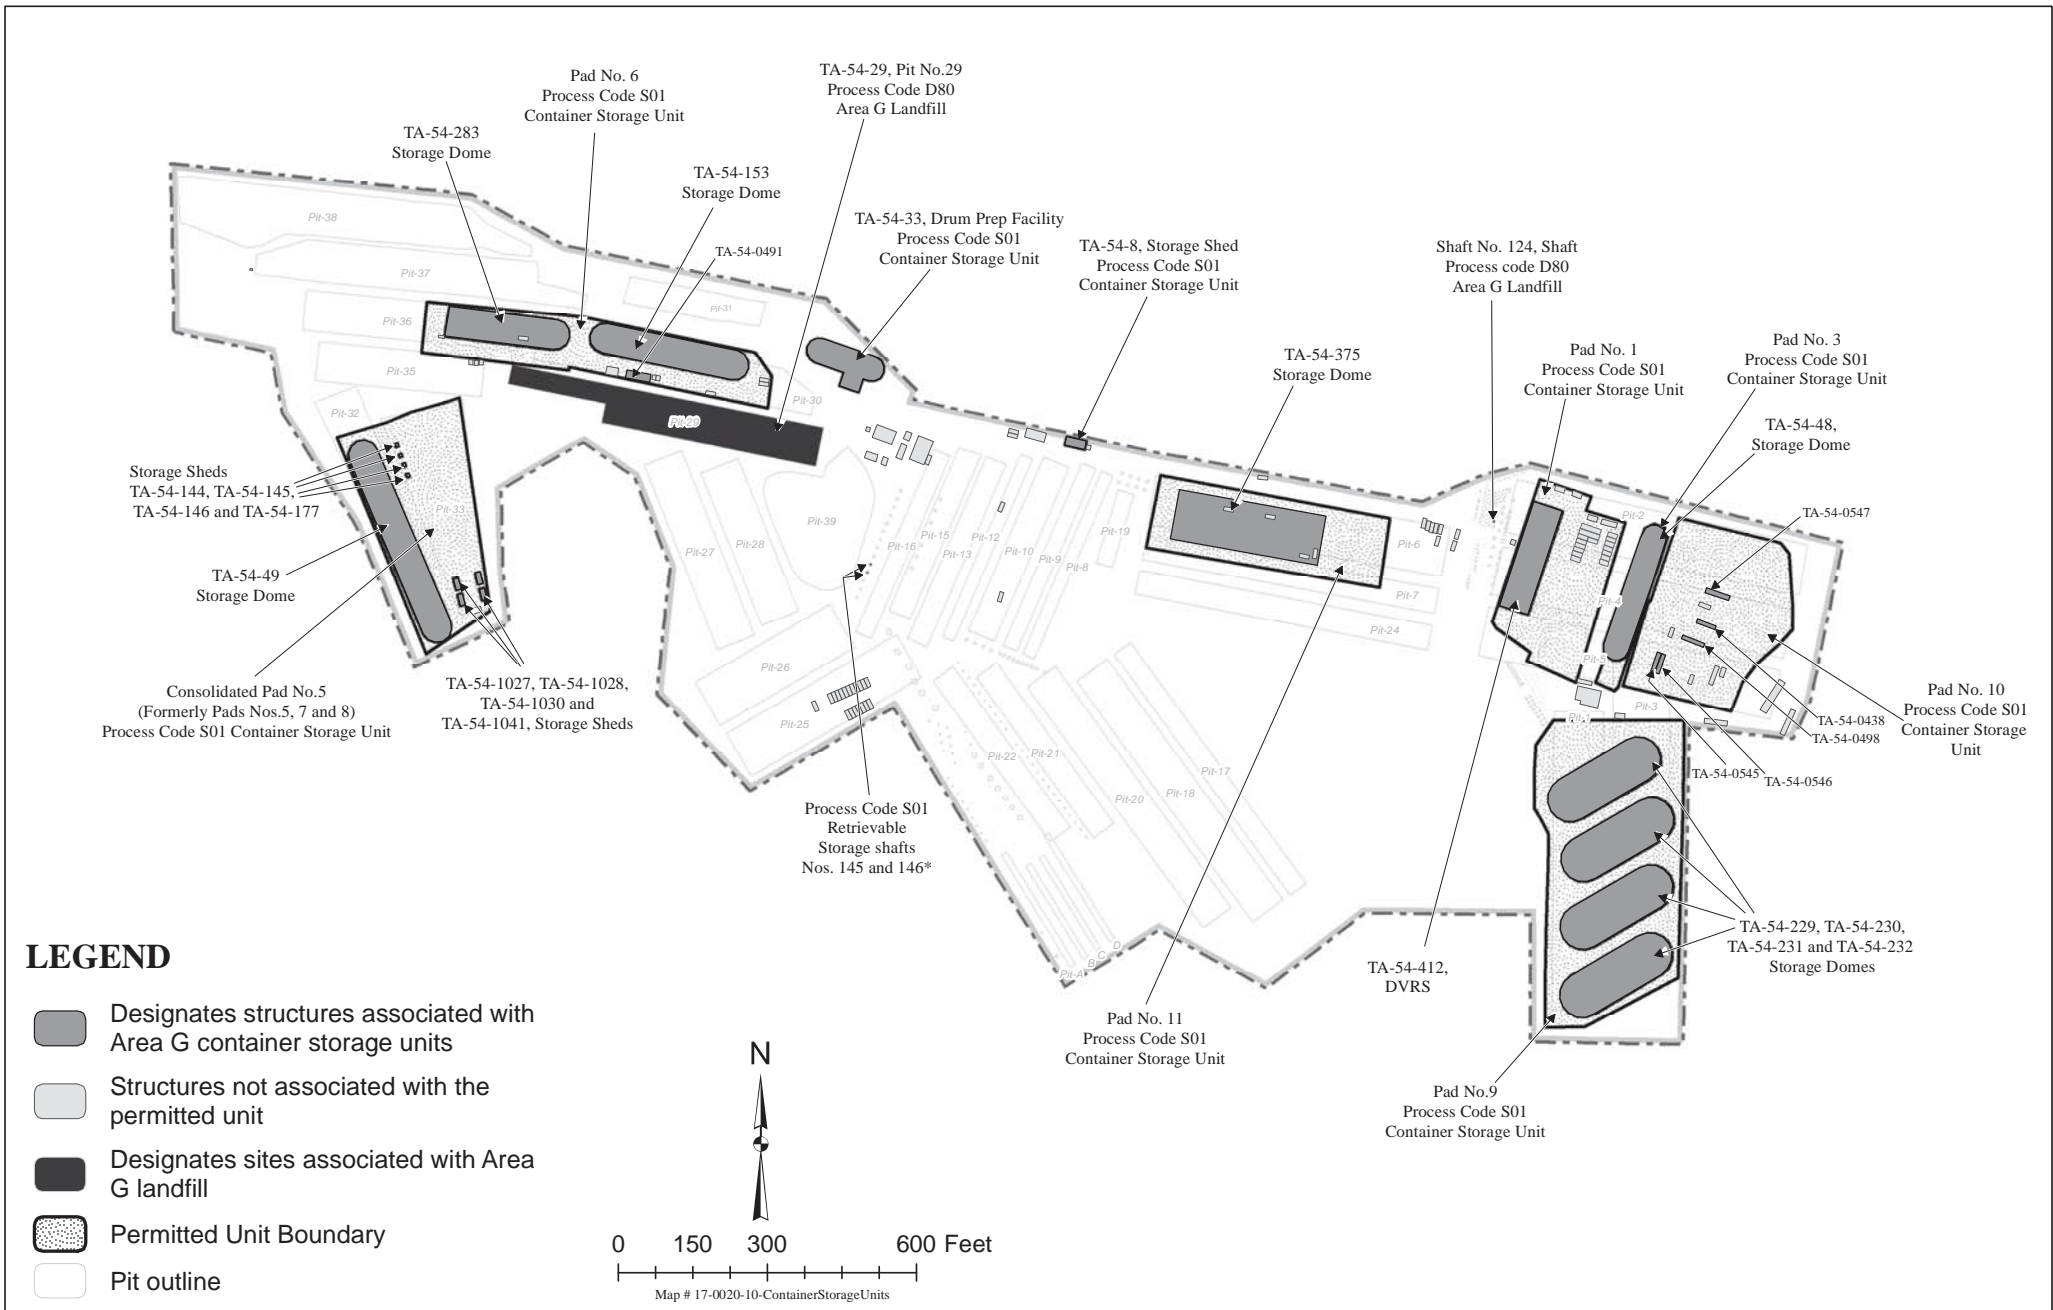 Pad No. 6
Process Code S01
Container Storage Unit
TA-54-29, Pit No.29
Process Code D80
Area G Landfill
TA-54-283
Storage Dome
TA-54-153
Storage Dome
TA-54-0491
TA-54-33, Drum Prep Facility
Process Code S01
Container Storage Unit
TA-54-8, Storage Shed
Process Code S01
Container Storage Unit
Shaft No. 124, Shaft
Process code D80
Area G Landfill
TA-54-375
Storage Dome
Pad No. 1
Process Code S01
Container Storage Unit
Pad No. 3
Process Code S01
Container Storage Unit
TA-54-48,
Storage Dome
TA-54-0547
Pit-38
Pit-37
Pit-36
Pit-31
Pit-35
Pit-32
Pit-30
Pit-29
Storage Sheds
TA-54-144, TA-54-145,
TA-54-146 and TA-54-177
Pit-33
TA-54-49
Storage Dome
Pit-39
Pit-27
Pit-28
Pit-16
Pit-15
Pit-13
Pit-12
Pit-10
Pit-9
Pit-8
Pit-19
Pit-6
Pit-7
Pit-24
Pit-2
Pit-4
Pit-5
Pit-3
Pit-1
Pit-26
Pit-25
Pit-22
Pit-21
Pit-20
Pit-18
Pit-17
Pit-A
B
C
D
Consolidated Pad No.5
(Formerly Pads Nos.5, 7 and 8)
Process Code S01 Container Storage Unit
TA-54-1027, TA-54-1028,
TA-54-1030 and
TA-54-1041, Storage Sheds
Process Code S01
Retrievable
Storage shafts
Nos. 145 and 146*
Pad No. 10
Process Code S01
Container Storage
Unit
TA-54-0438
TA-54-0498
TA-54-0545
TA-54-0546
TA-54-229, TA-54-230,
TA-54-231 and TA-54-232
Storage Domes
TA-54-412,
DVRS
Pad No. 11
Process Code S01
Container Storage Unit
Pad No.9
Process Code S01
Container Storage Unit
LEGEND
Designates structures associated with
Area G container storage units
Structures not associated with the
permitted unit
Designates sites associated with Area
G landfill
Permitted Unit Boundary
Pit outline
N
0 150 300 600 Feet
Map # 17-0020-10-ContainerStorageUnits